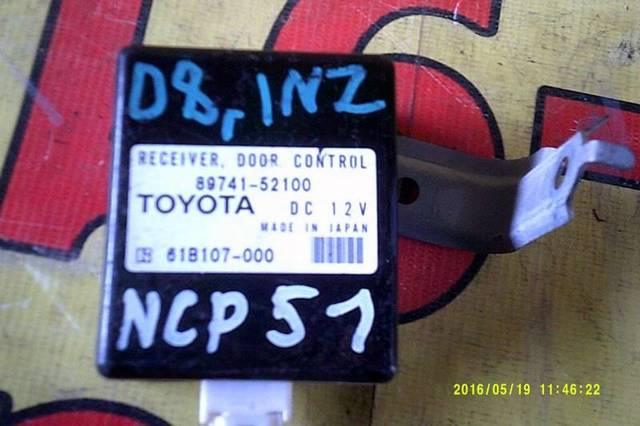 D8, 1NZ
RECEIVER, DOOR CONTROL
89741-52100
TOYOTA DC 12V
MADE IN JAPAN
61B107-000
NCP51
2016/05/19 11:46:22